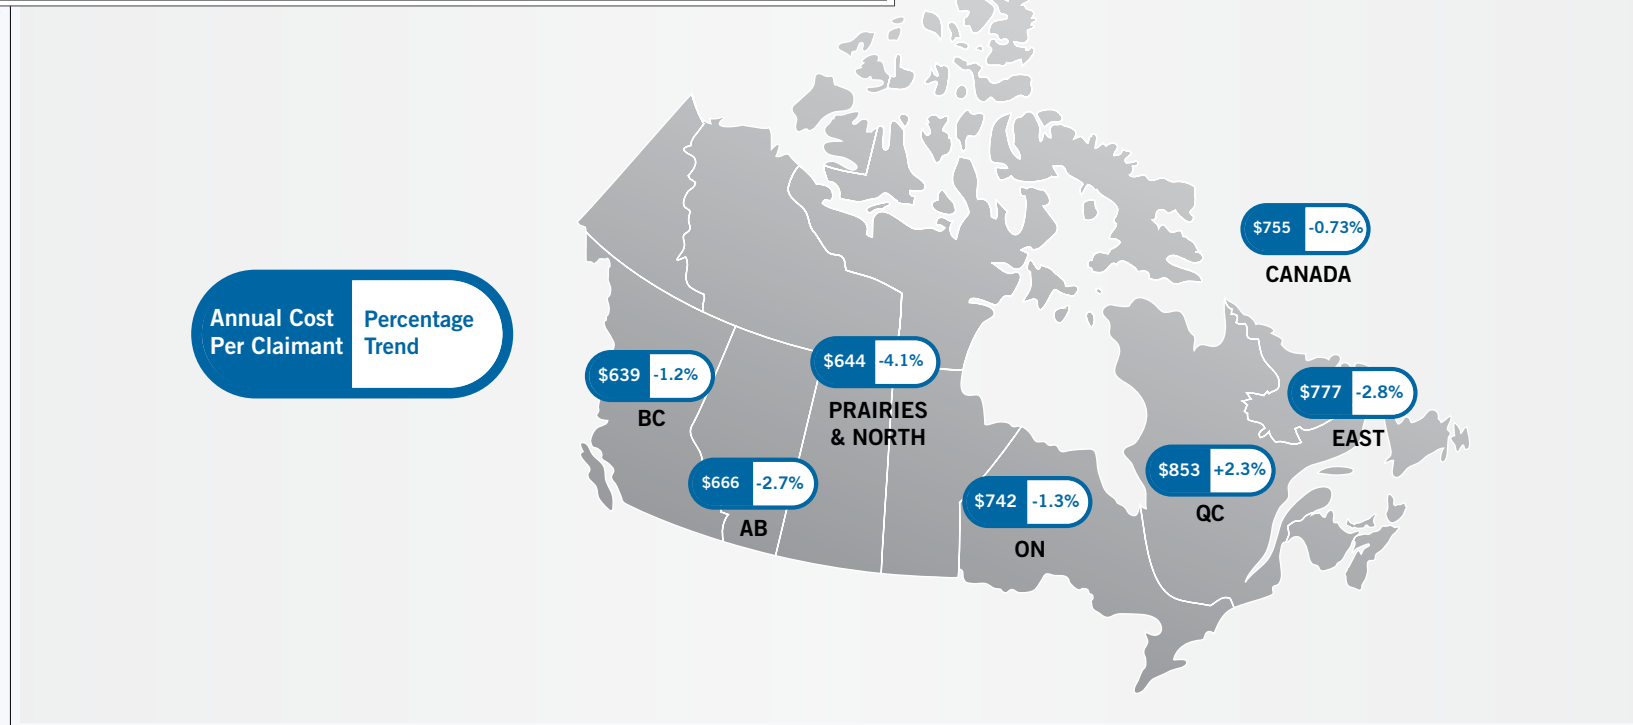 $755 -0.73%
CANADA
Annual Cost
Per Claimant
Percentage
Trend
$644 -4.1%
PRAIRIES
& NORTH
$639 -1.2%
BC
$777 -2.8%
EAST
$853 +2.3%
QC
$666 -2.7%
AB
$742 -1.3%
ON